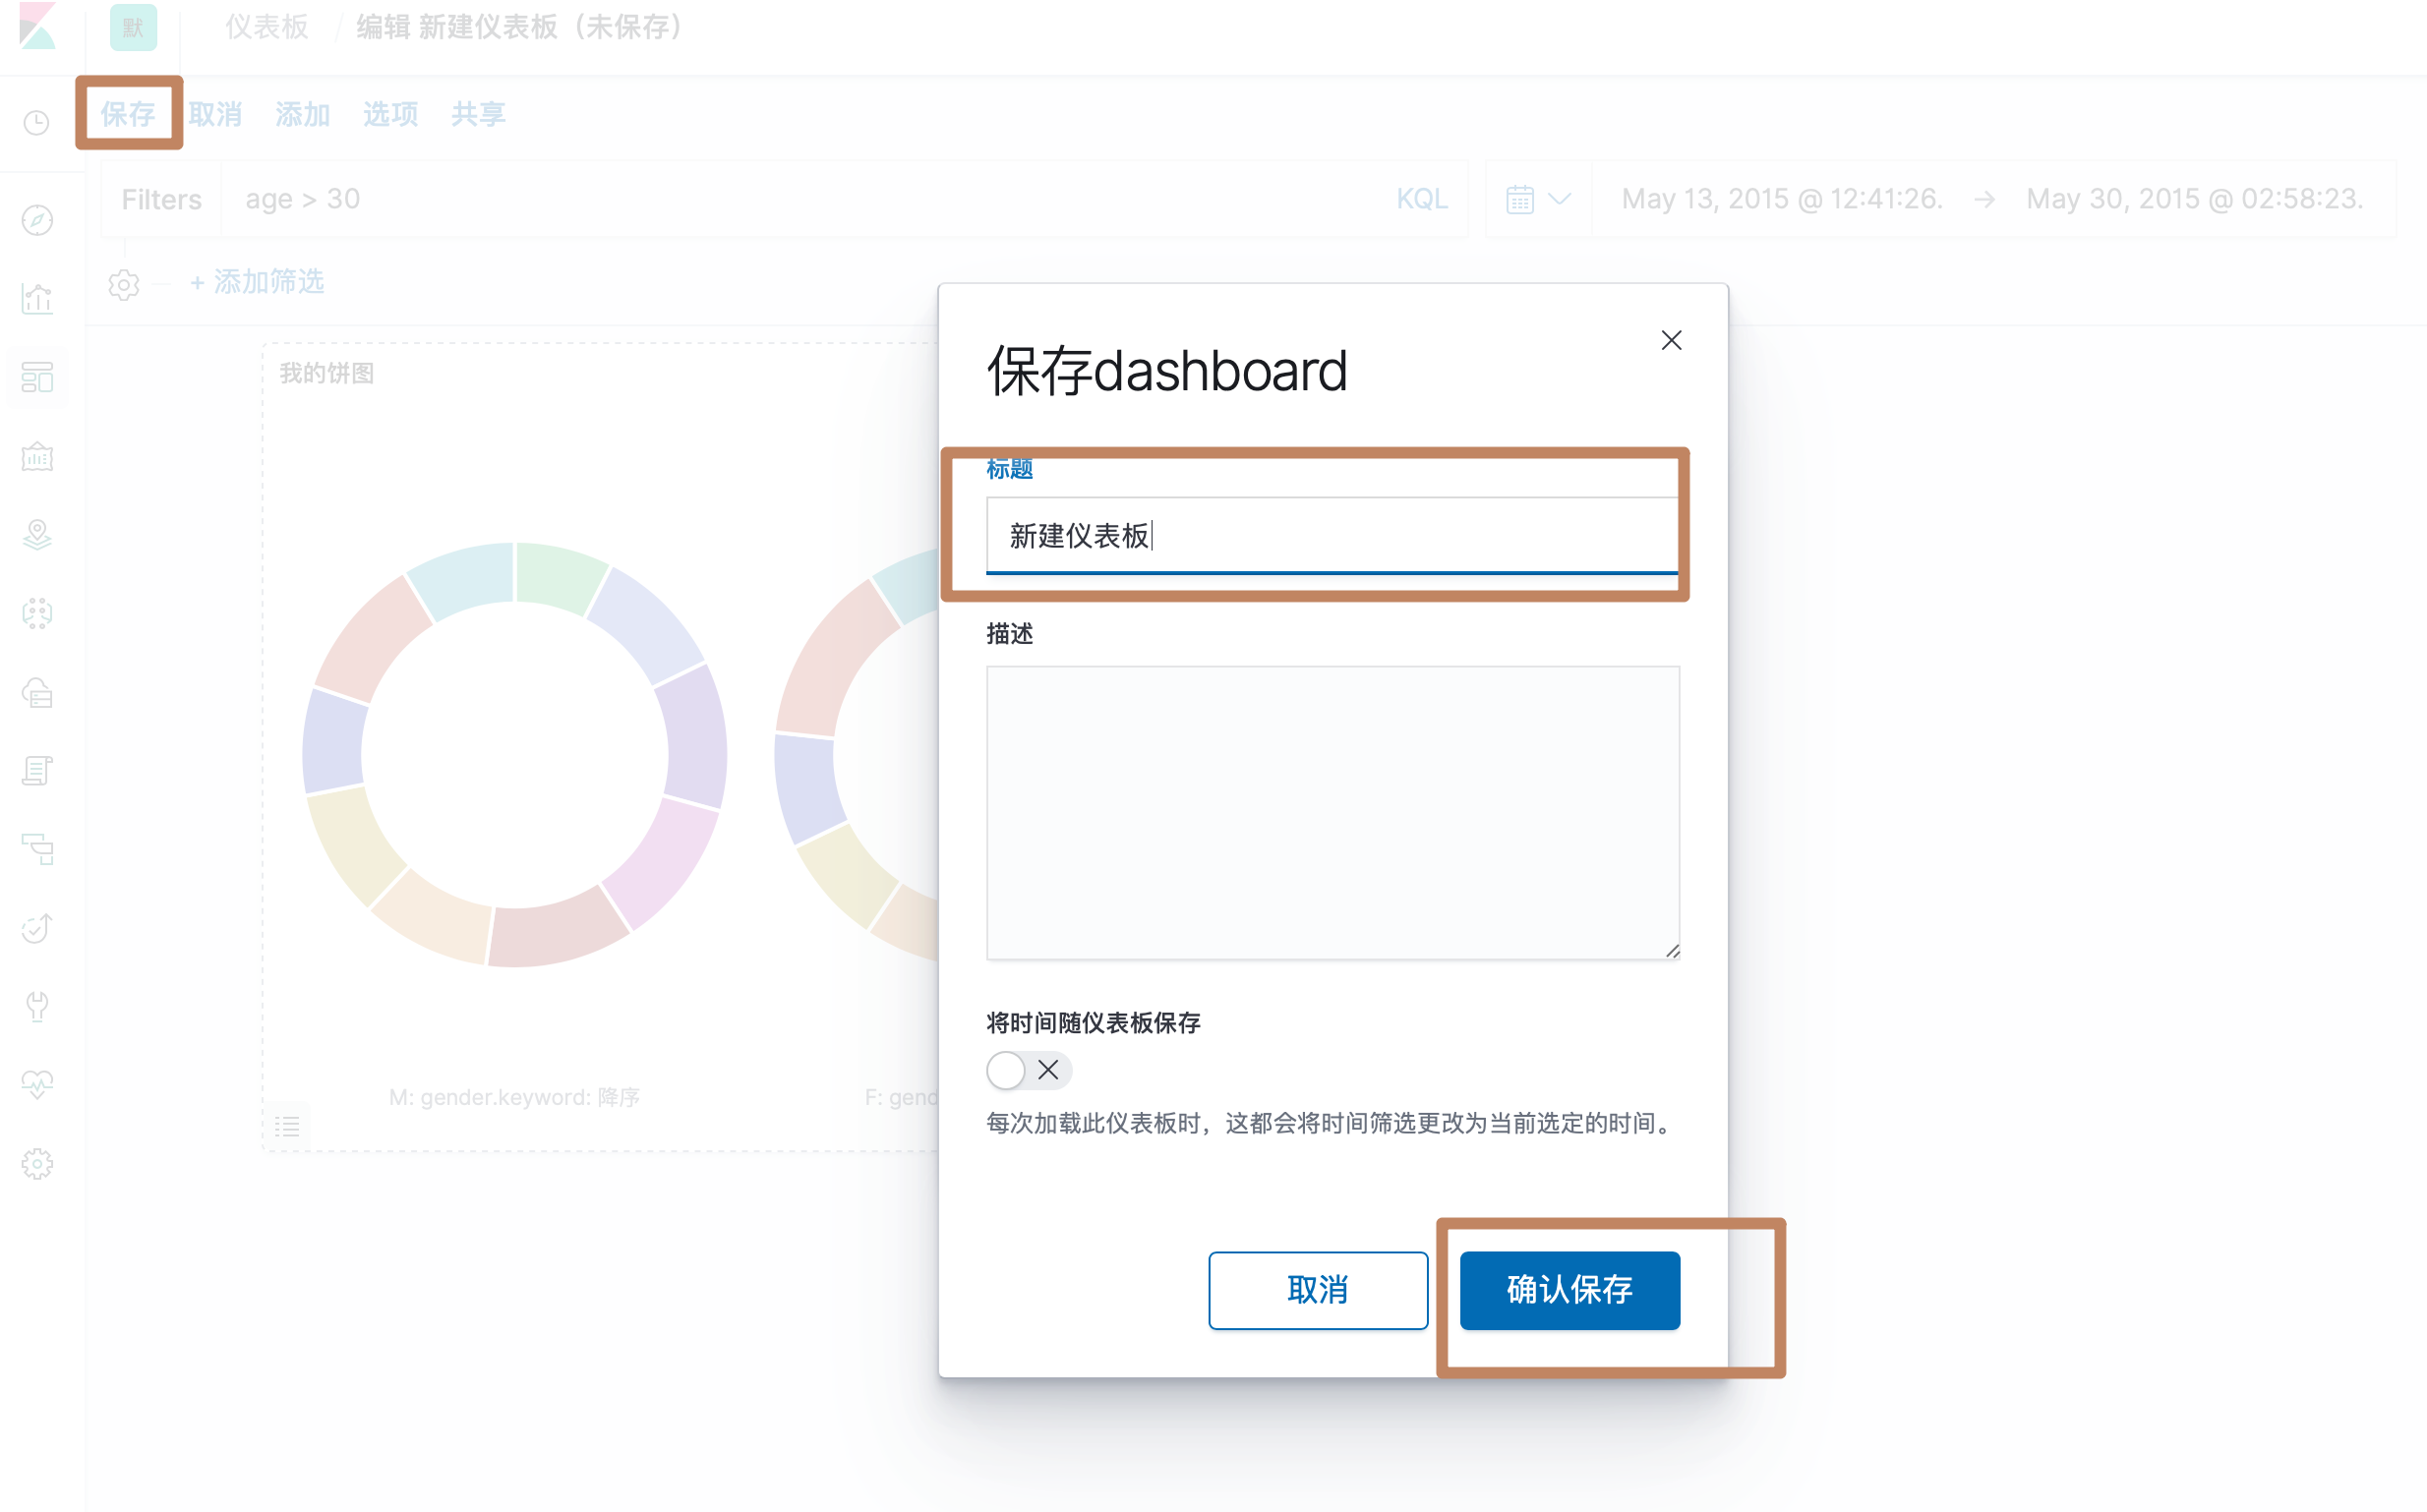 默
仪表板 / 编辑 新建仪表板（未保存）
保存 取消 添加 选项 共享
Filters age > 30 KQL May 13, 2015 @ 12:41:26. → May 30, 2015 @ 02:58:23.
+ 添加筛选
我的饼图
M: gender.keyword: 降序
F: gend
保存dashboard
标题
新建仪表板
描述
将时间随仪表板保存
每次加载此仪表板时，这都会将时间筛选更改为当前选定的时间。
取消 确认保存